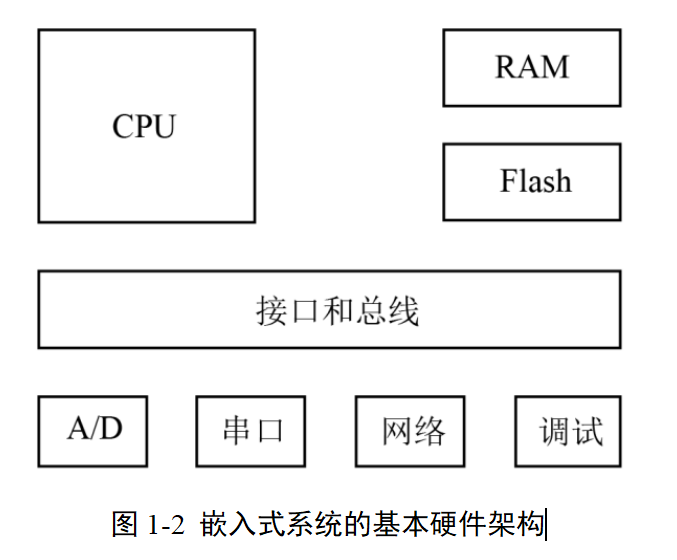 CPU
RAM
Flash
接口和总线
A/D
串口
网络
调试
图 1-2 嵌入式系统的基本硬件架构